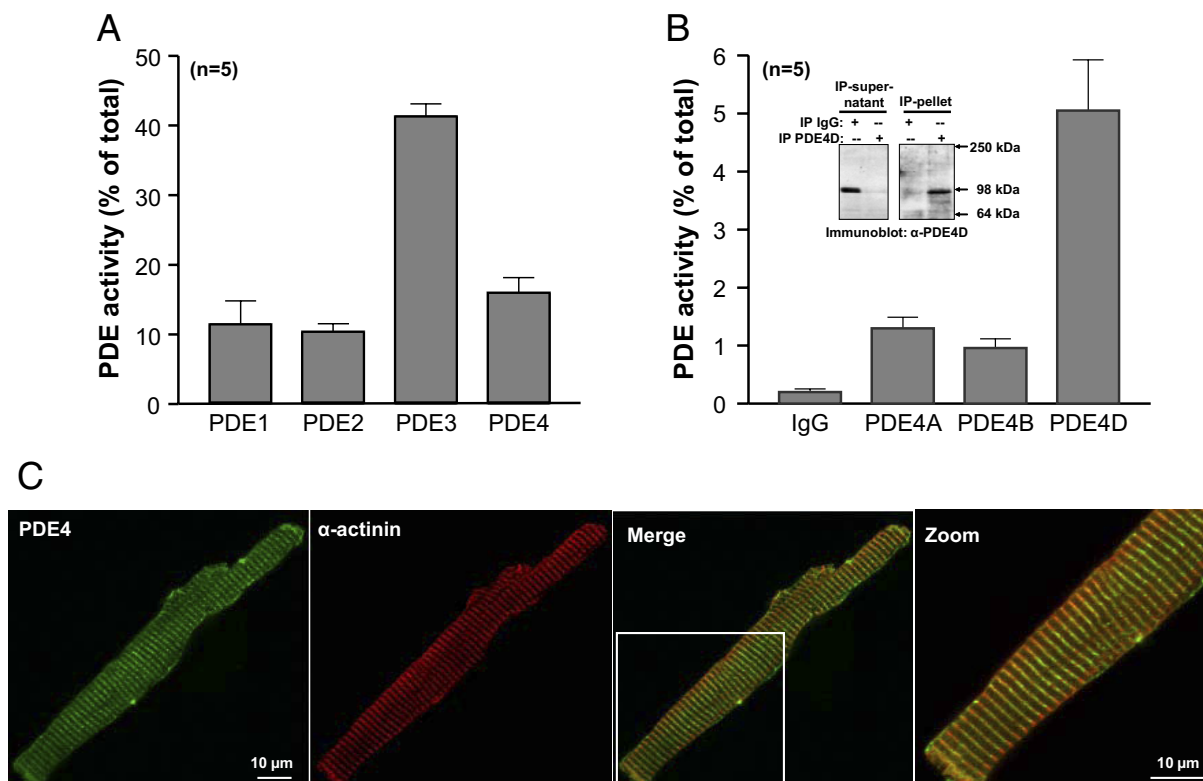 A
PDE activity (% of total)
50
40
30
20
10
0
(n=5)
PDE1 PDE2 PDE3 PDE4
B
PDE activity (% of total)
6
5
4
3
2
1
0
(n=5)
IP-super-
natant
IP-pellet
IP IgG: + -- + --
IP PDE4D: -- + -- +
250 kDa
98 kDa
64 kDa
Immunoblot: α-PDE4D
IgG PDE4A PDE4B PDE4D
C
PDE4
10 µm
α-actinin
Merge
Zoom
10 µm